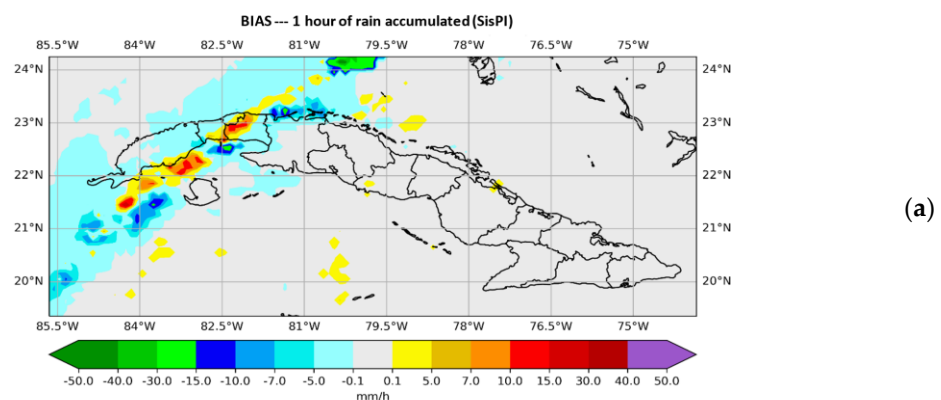 BIAS --- 1 hour of rain accumulated (SisPI)
85.5°W 84°W 82.5°W 81°W 79.5°W 78°W 76.5°W 75°W
24°N 24°N
23°N 23°N
22°N 22°N
(a)
21°N 21°N
20°N 20°N
85.5°W 84°W 82.5°W 81°W 79.5°W 78°W 76.5°W 75°W
-50.0 -40.0 -30.0 -15.0 -10.0 -7.0 -5.0 -0.1 0.1 5.0 7.0 10.0 15.0 30.0 40.0 50.0
mm/h